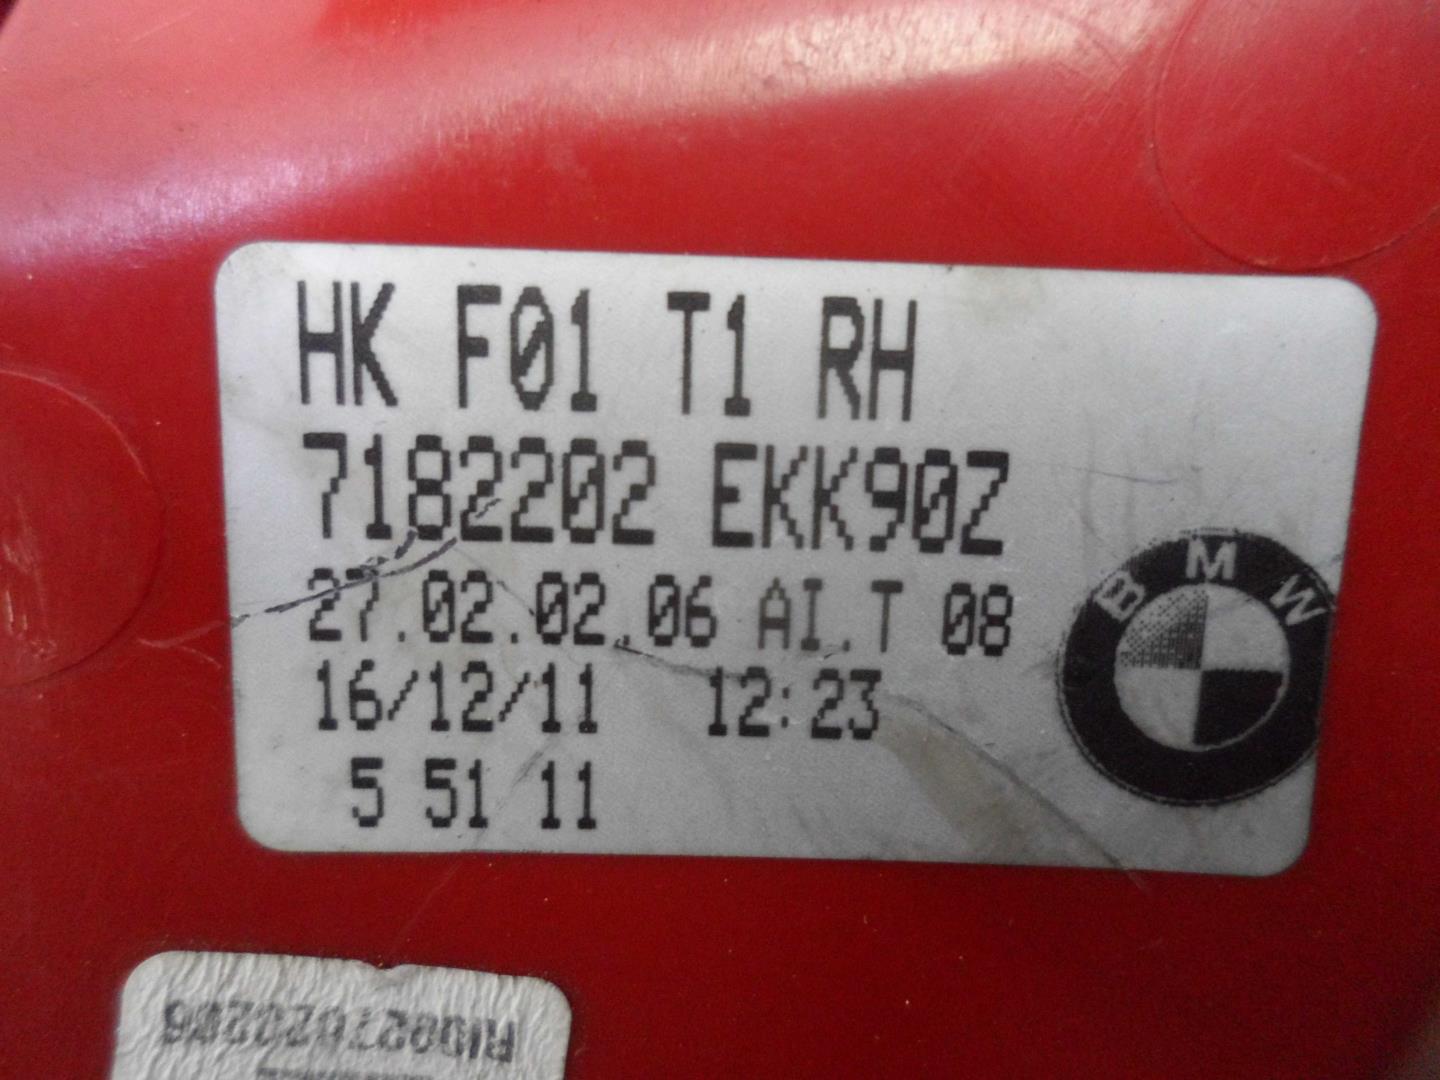 HK F01 T1 RH
7182202 EKK90Z
27.02.02.06 AI.T 08
16/12/11 12:23
5 51 11
BMW